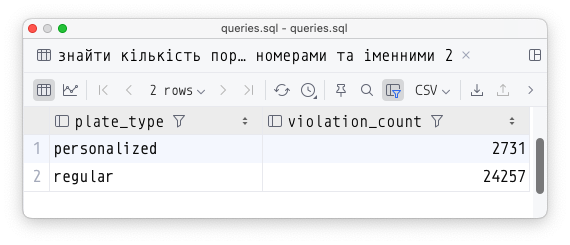 queries.sql - queries.sql
знайти кількість пор… номерами та іменними 2
2 rows
CSV
plate_type violation_count
1 personalized 2731
2 regular 24257